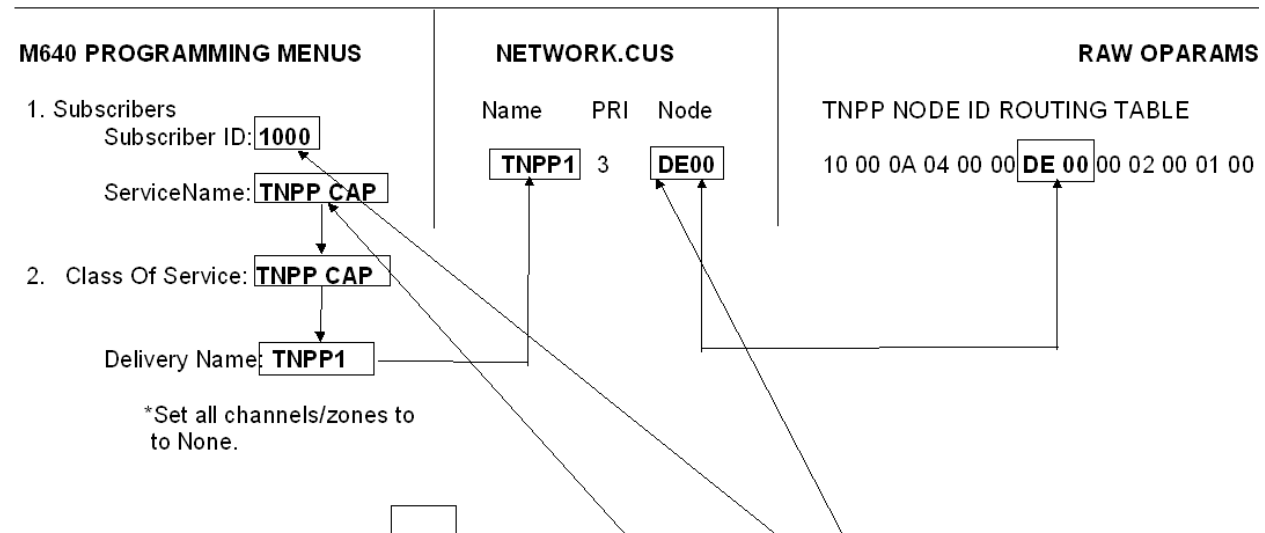 M640 PROGRAMMING MENUS
1. Subscribers
Subscriber ID: 1000
ServiceName: TNPP CAP
2. Class Of Service: TNPP CAP
Delivery Name: TNPP1
*Set all channels/zones to
to None.
NETWORK.CUS
Name PRI Node
TNPP1 3 DE00
RAW OPARAMS
TNPP NODE ID ROUTING TABLE
10 00 0A 04 00 00 DE 00 00 02 00 01 00